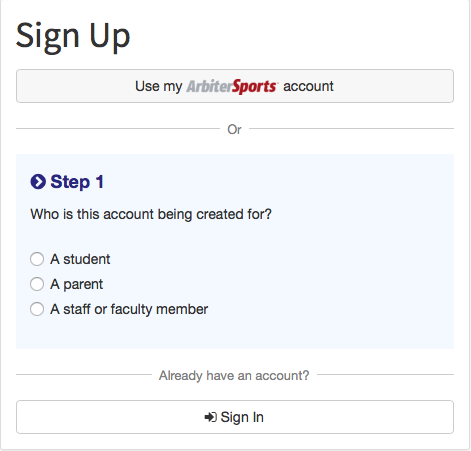 Sign Up
Use my ArbiterSports account
Or
Step 1
Who is this account being created for?
A student
A parent
A staff or faculty member
Already have an account?
Sign In